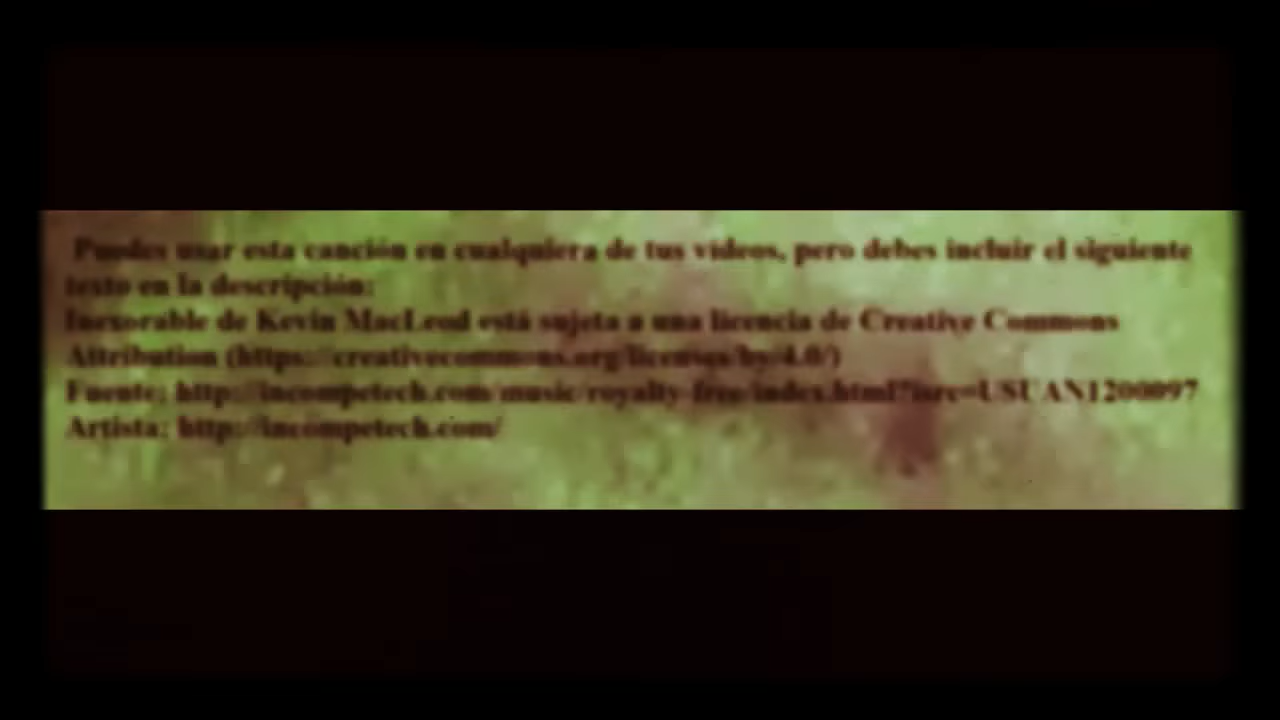 Puedes usar esta canción en cualquiera de tus vídeos, pero debes incluir el siguiente
texto en la descripción:
Inexorable de Kevin MacLeod está sujeta a una licencia de Creative Commons
Attribution (https://creativecommons.org/licenses/by/4.0/)
Fuente: http://incompetech.com/music/royalty-free/index.html?isrc=USUAN1200097
Artista: http://incompetech.com/